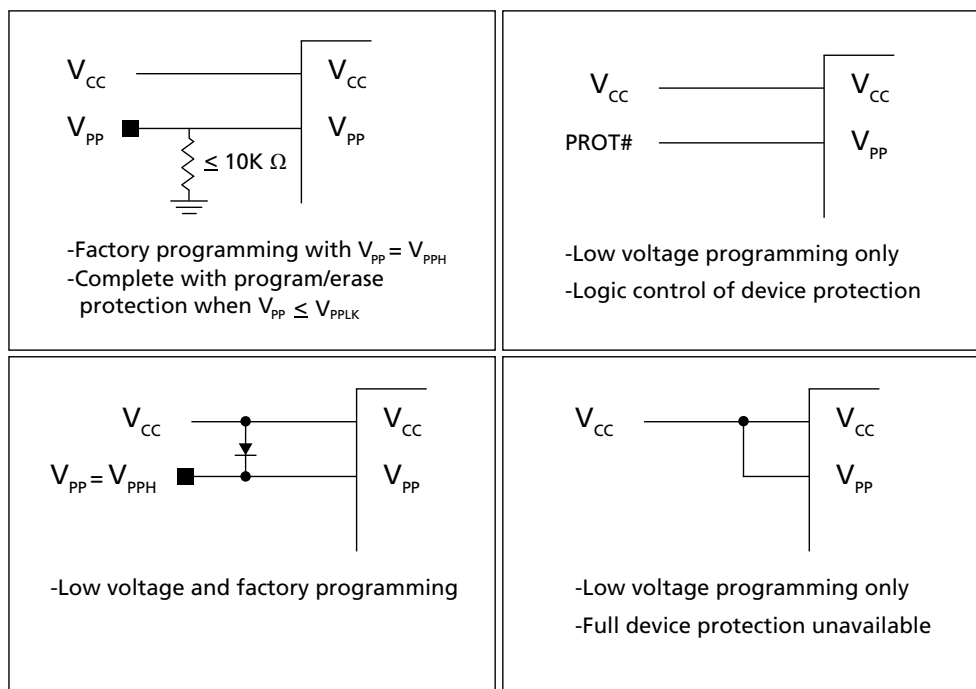 V_CC V_CC
V_PP V_PP
≤ 10K Ω
-Factory programming with V_PP = V_PPH
-Complete with program/erase
protection when V_PP ≤ V_PPLK
V_CC V_CC
PROT# V_PP
-Low voltage programming only
-Logic control of device protection
V_CC V_CC
V_PP = V_PPH V_PP
-Low voltage and factory programming
V_CC V_CC
V_PP
-Low voltage programming only
-Full device protection unavailable